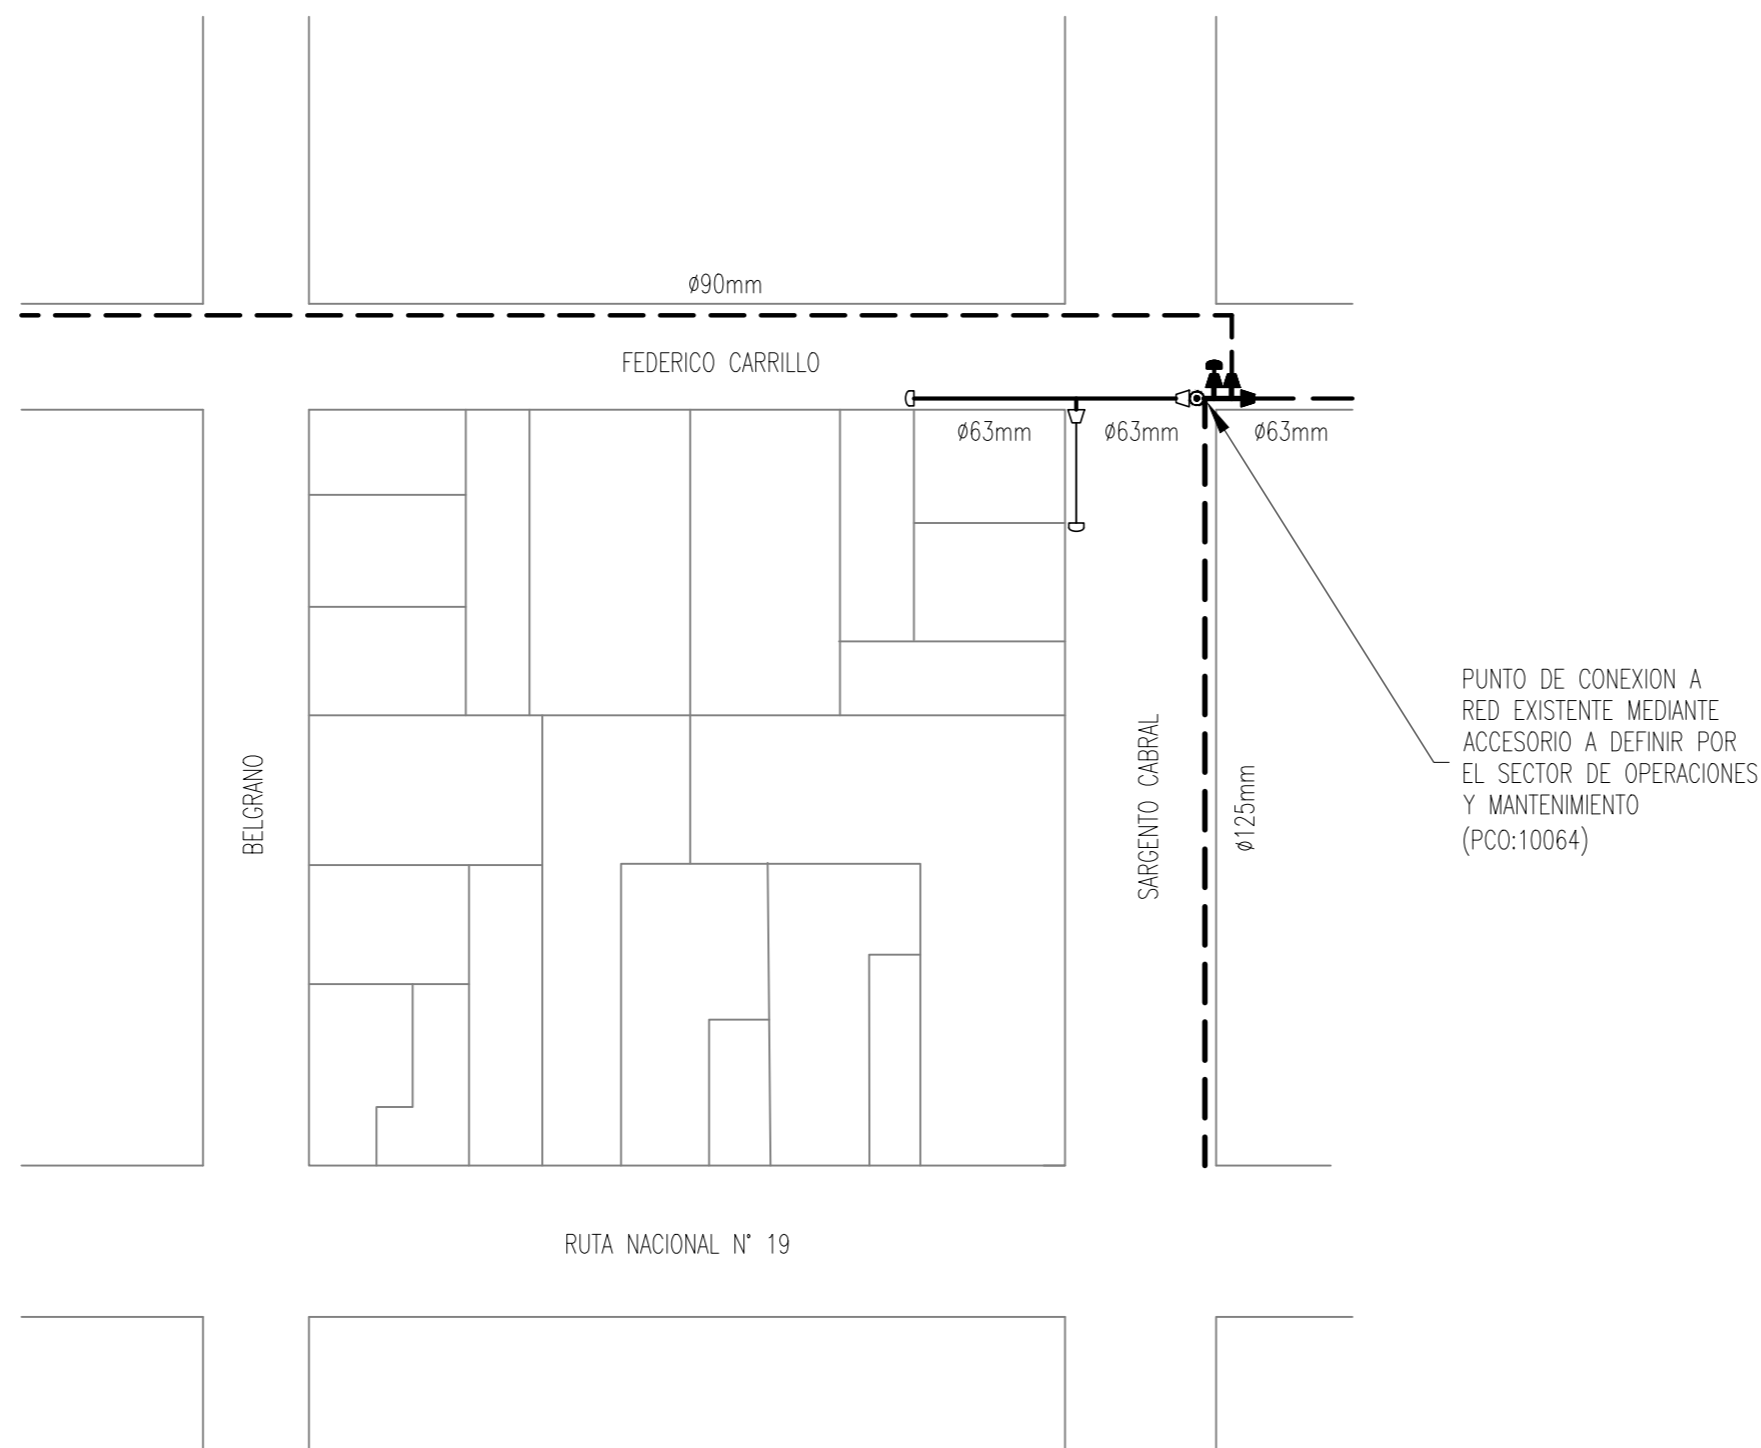 ø90mm
FEDERICO CARRILLO
ø63mm
ø63mm
ø63mm
PUNTO DE CONEXION A
RED EXISTENTE MEDIANTE
ACCESORIO A DEFINIR POR
EL SECTOR DE OPERACIONES
Y MANTENIMIENTO
(PCO:10064)
BELGRANO
SARGENTO CABRAL
ø125mm
RUTA NACIONAL N° 19